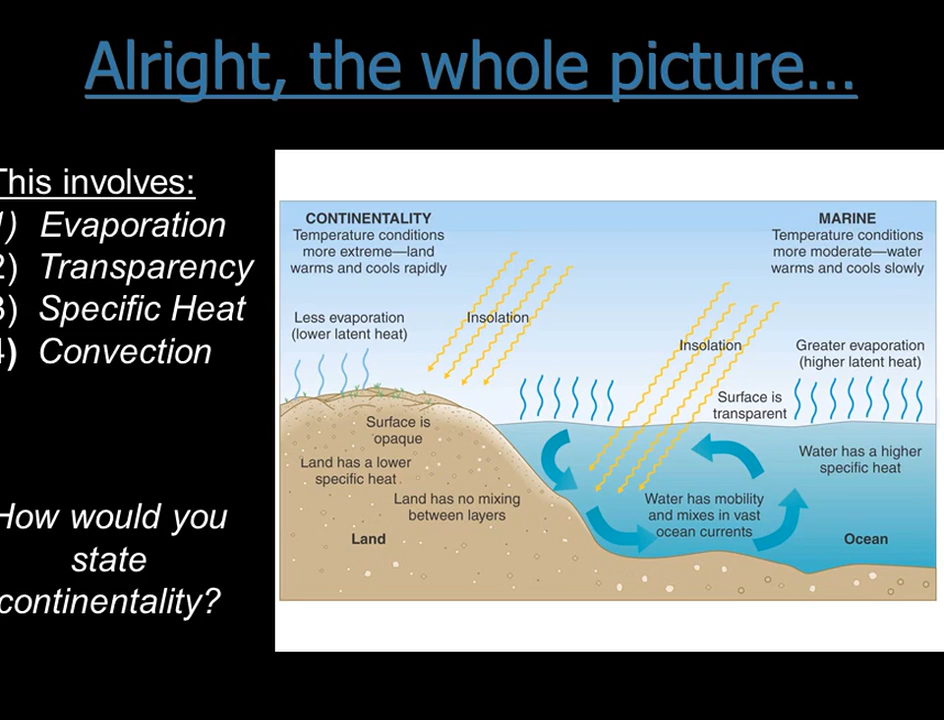 Alright, the whole picture...
This involves:
1) Evaporation
2) Transparency
3) Specific Heat
4) Convection
How would you
state
continentality?
CONTINENTALITY
Temperature conditions
more extreme—land
warms and cools rapidly
MARINE
Temperature conditions
more moderate—water
warms and cools slowly
Less evaporation
(lower latent heat)
Insolation
Insolation
Greater evaporation
(higher latent heat)
Surface is
transparent
Surface is
opaque
Land has a lower
specific heat
Land has no mixing
between layers
Land
Water has a higher
specific heat
Water has mobility
and mixes in vast
ocean currents
Ocean